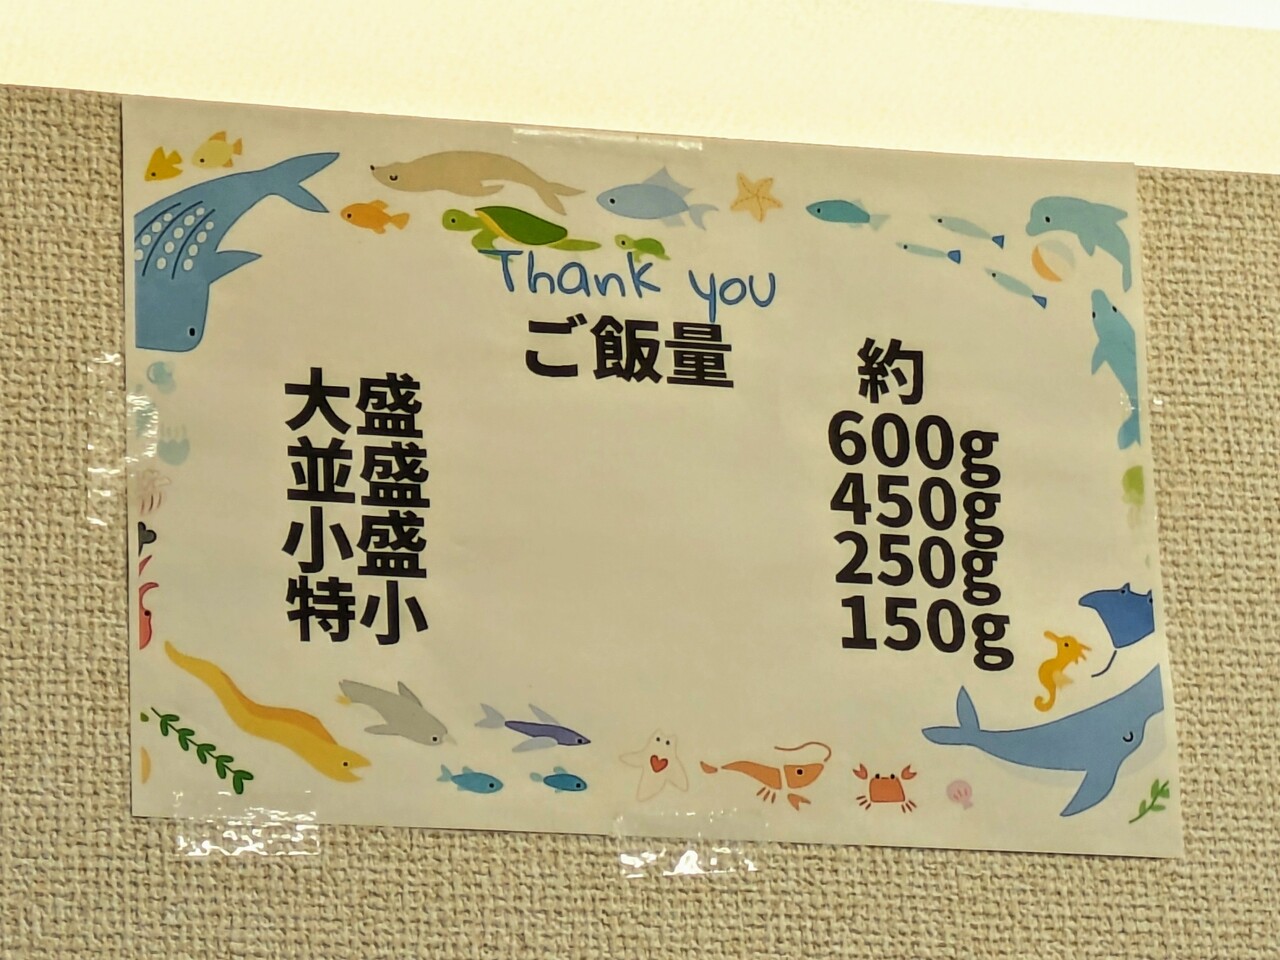 Thank you
ご飯量 約
大盛 600g
並盛 450g
小盛 250g
特小 150g